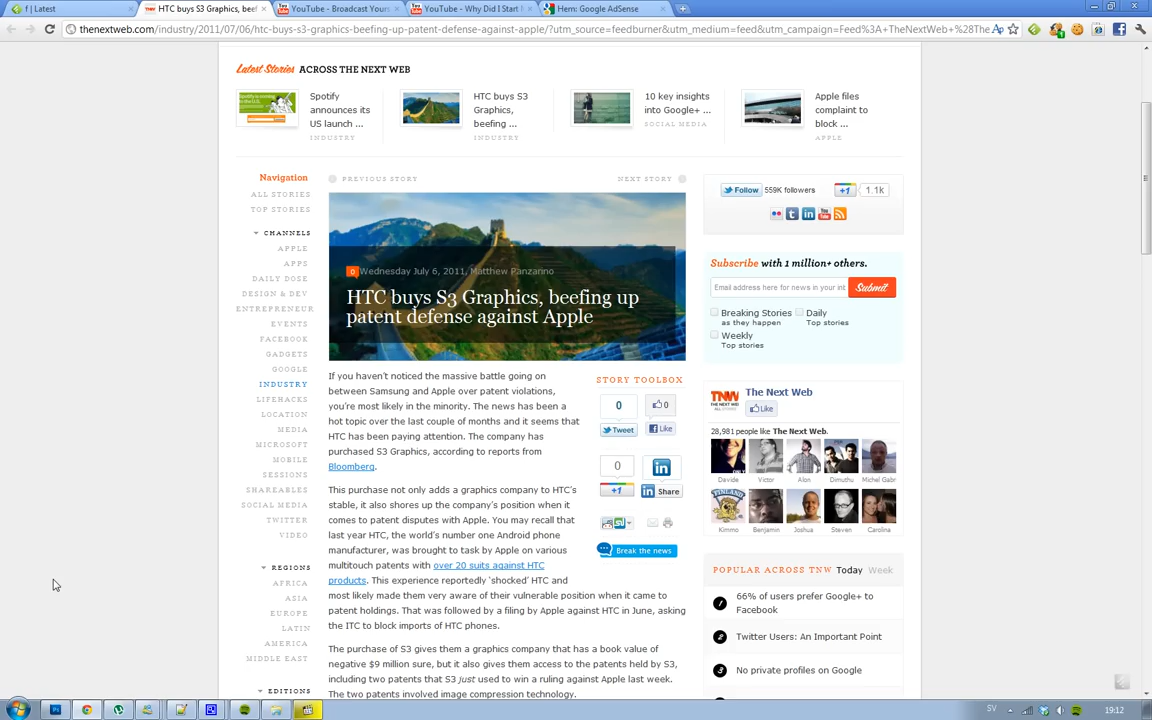 f | Latest
HTC buys S3 Graphics, beef
YouTube - Broadcast Yours
YouTube - Why Did I Start
Hem: Google AdSense
thenextweb.com/industry/2011/07/06/htc-buys-s3-graphics-beefing-up-patent-defense-against-apple/?utm_source=feedburner&utm_medium=feed&utm_campaign=Feed%3A+TheNextWeb+%28The
Latest Stories ACROSS THE NEXT WEB
Spotify
announces its
US launch ...
INDUSTRY
HTC buys S3
Graphics,
beefing ...
INDUSTRY
10 key insights
into Google+ ...
SOCIAL MEDIA
Apple files
complaint to
block ...
APPLE
Navigation
ALL STORIES
TOP STORIES
CHANNELS
APPLE
APPS
DAILY DOSE
DESIGN & DEV
ENTREPRENEUR
EVENTS
FACEBOOK
GADGETS
GOOGLE
INDUSTRY
LIFEHACKS
LOCATION
MEDIA
MICROSOFT
MOBILE
SESSIONS
SHAREABLES
SOCIAL MEDIA
TWITTER
VIDEO
REGIONS
AFRICA
ASIA
EUROPE
LATIN
AMERICA
MIDDLE EAST
EDITIONS
PREVIOUS STORY
NEXT STORY
0 Wednesday July 6, 2011, Matthew Panzarino
HTC buys S3 Graphics, beefing up
patent defense against Apple
If you haven't noticed the massive battle going on
between Samsung and Apple over patent violations,
you're most likely in the minority. The news has been a
hot topic over the last couple of months and it seems that
HTC has been paying attention. The company has
purchased S3 Graphics, according to reports from
Bloomberg.
This purchase not only adds a graphics company to HTC's
stable, it also shores up the company's position when it
comes to patent disputes with Apple. You may recall that
last year HTC, the world's number one Android phone
manufacturer, was brought to task by Apple on various
multitouch patents with over 20 suits against HTC
products. This experience reportedly 'shocked' HTC and
most likely made them very aware of their vulnerable position when it came to
patent holdings. That was followed by a filing by Apple against HTC in June, asking
the ITC to block imports of HTC phones.
The purchase of S3 gives them a graphics company that has a book value of
negative $9 million sure, but it also gives them access to the patents held by S3,
including two patents that S3 just used to win a ruling against Apple last week.
The two patents involved image compression technology.
STORY TOOLBOX
0
0
Tweet
Like
0
in
+1
in Share
Break the news
Follow
559K followers
+1
1.1k
Subscribe with 1 million+ others.
Email address here for news in your in
Submit
Breaking Stories
as they happen
Daily
Top stories
Weekly
Top stories
TNW
The Next Web
Like
28,981 people like The Next Web.
Davide
Victor
Alon
Dimuthu
Michel Gabr
Kimmo
Benjamin
Joshua
Steven
Carolina
POPULAR ACROSS TNW
Today
Week
1
66% of users prefer Google+ to
Facebook
2
Twitter Users: An Important Point
3
No private profiles on Google
SV
19:12